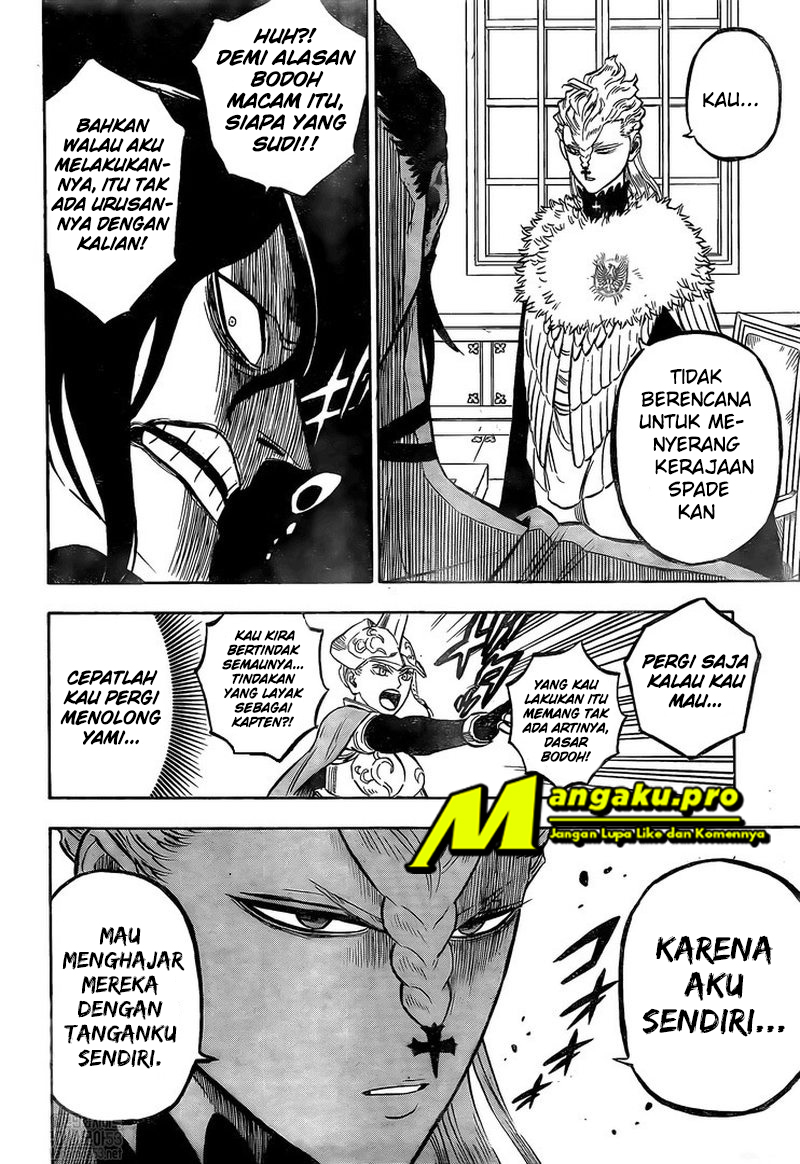 KAU...
TIDAK
BERENCANA
UNTUK ME-
NYERANG
KERAJAAN
SPADE
KAN
HUH?!
DEMI ALASAN
BODOH
MACAM ITU,
SIAPA YANG
SUDI!!
BAHKAN
WALAU AKU
MELAKUKAN-
NYA, ITU TAK
ADA URUSAN-
NYA DENGAN
KALIAN!
PERGI SAJA
KALAU KAU
MAU...
YANG KAU
LAKUKAN ITU
MEMANG TAK
ADA ARTINYA,
DASAR
BODOH!
KAU KIRA
BERTINDAK
SEMAUNYA...
TINDAKAN
YANG LAYAK
SEBAGAI
KAPTEN?!
CEPATLAH
KAU PERGI
MENOLONG
YAMI...
Mangaku.pro
Jangan Lupa Like dan Komennya
KARENA
AKU
SENDIRI...
MAU
MENGHAJAR
MEREKA
DENGAN
TANGANKU
SENDIRI.